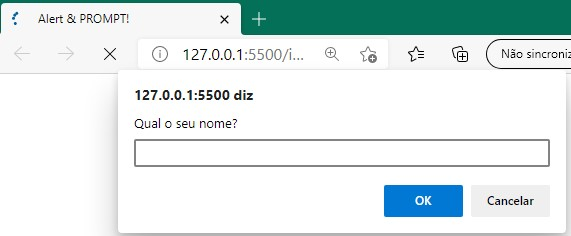 Alert & PROMPT!
127.0.0.1:5500/i...
Não sincroniz
127.0.0.1:5500 diz
Qual o seu nome?
OK
Cancelar